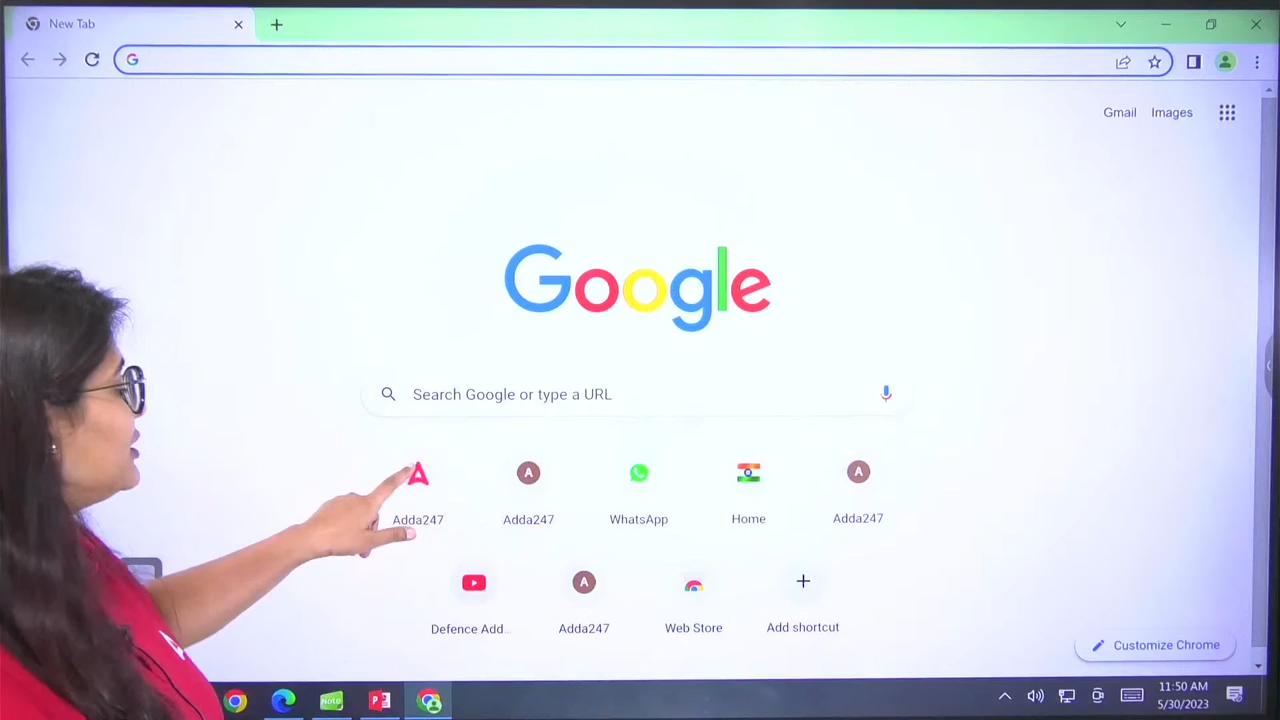 New Tab
Gmail Images
Google
Search Google or type a URL
Adda247 Adda247 WhatsApp Home Adda247
Defence Add... Adda247 Web Store Add shortcut
Customize Chrome
Note
11:50 AM
5/30/2023